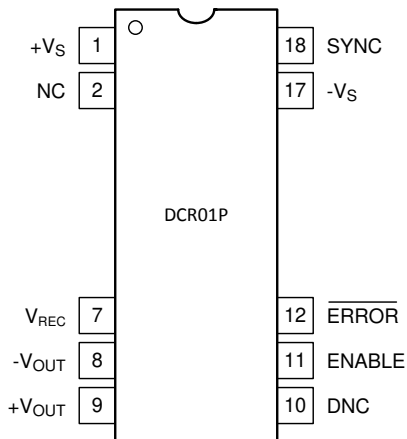 +VS 1 18 SYNC
NC 2 17 -VS
DCR01P
VREC 7 12 ERROR
-VOUT 8 11 ENABLE
+VOUT 9 10 DNC